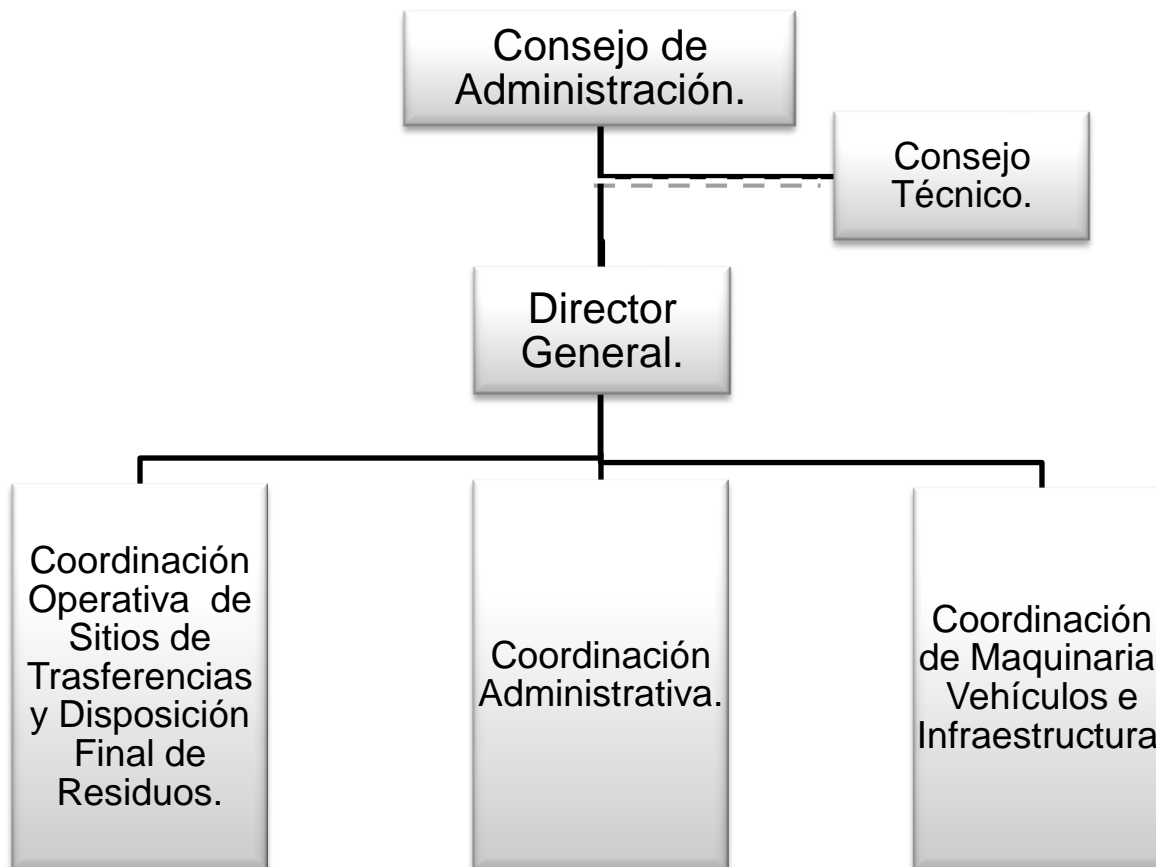 Consejo de
Administración.
Consejo
Técnico.
Director
General.
Coordinación
Operativa  de
Sitios de
Trasferencias
y Disposición
Final de
Residuos.
Coordinación
Administrativa.
Coordinación
de Maquinaria
Vehículos e
Infraestructura